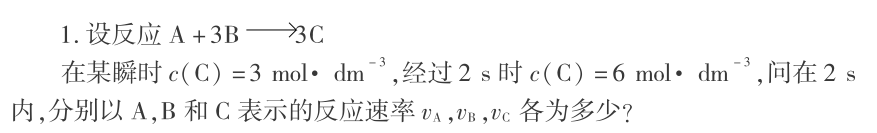 1. 设反应 A + 3B ⟶3C
在某瞬时 c(C) = 3 mol· dm⁻³,经过 2 s 时 c(C) = 6 mol· dm⁻³,问在 2 s
内,分别以 A,B 和 C 表示的反应速率 v_A,v_B,v_C 各为多少?